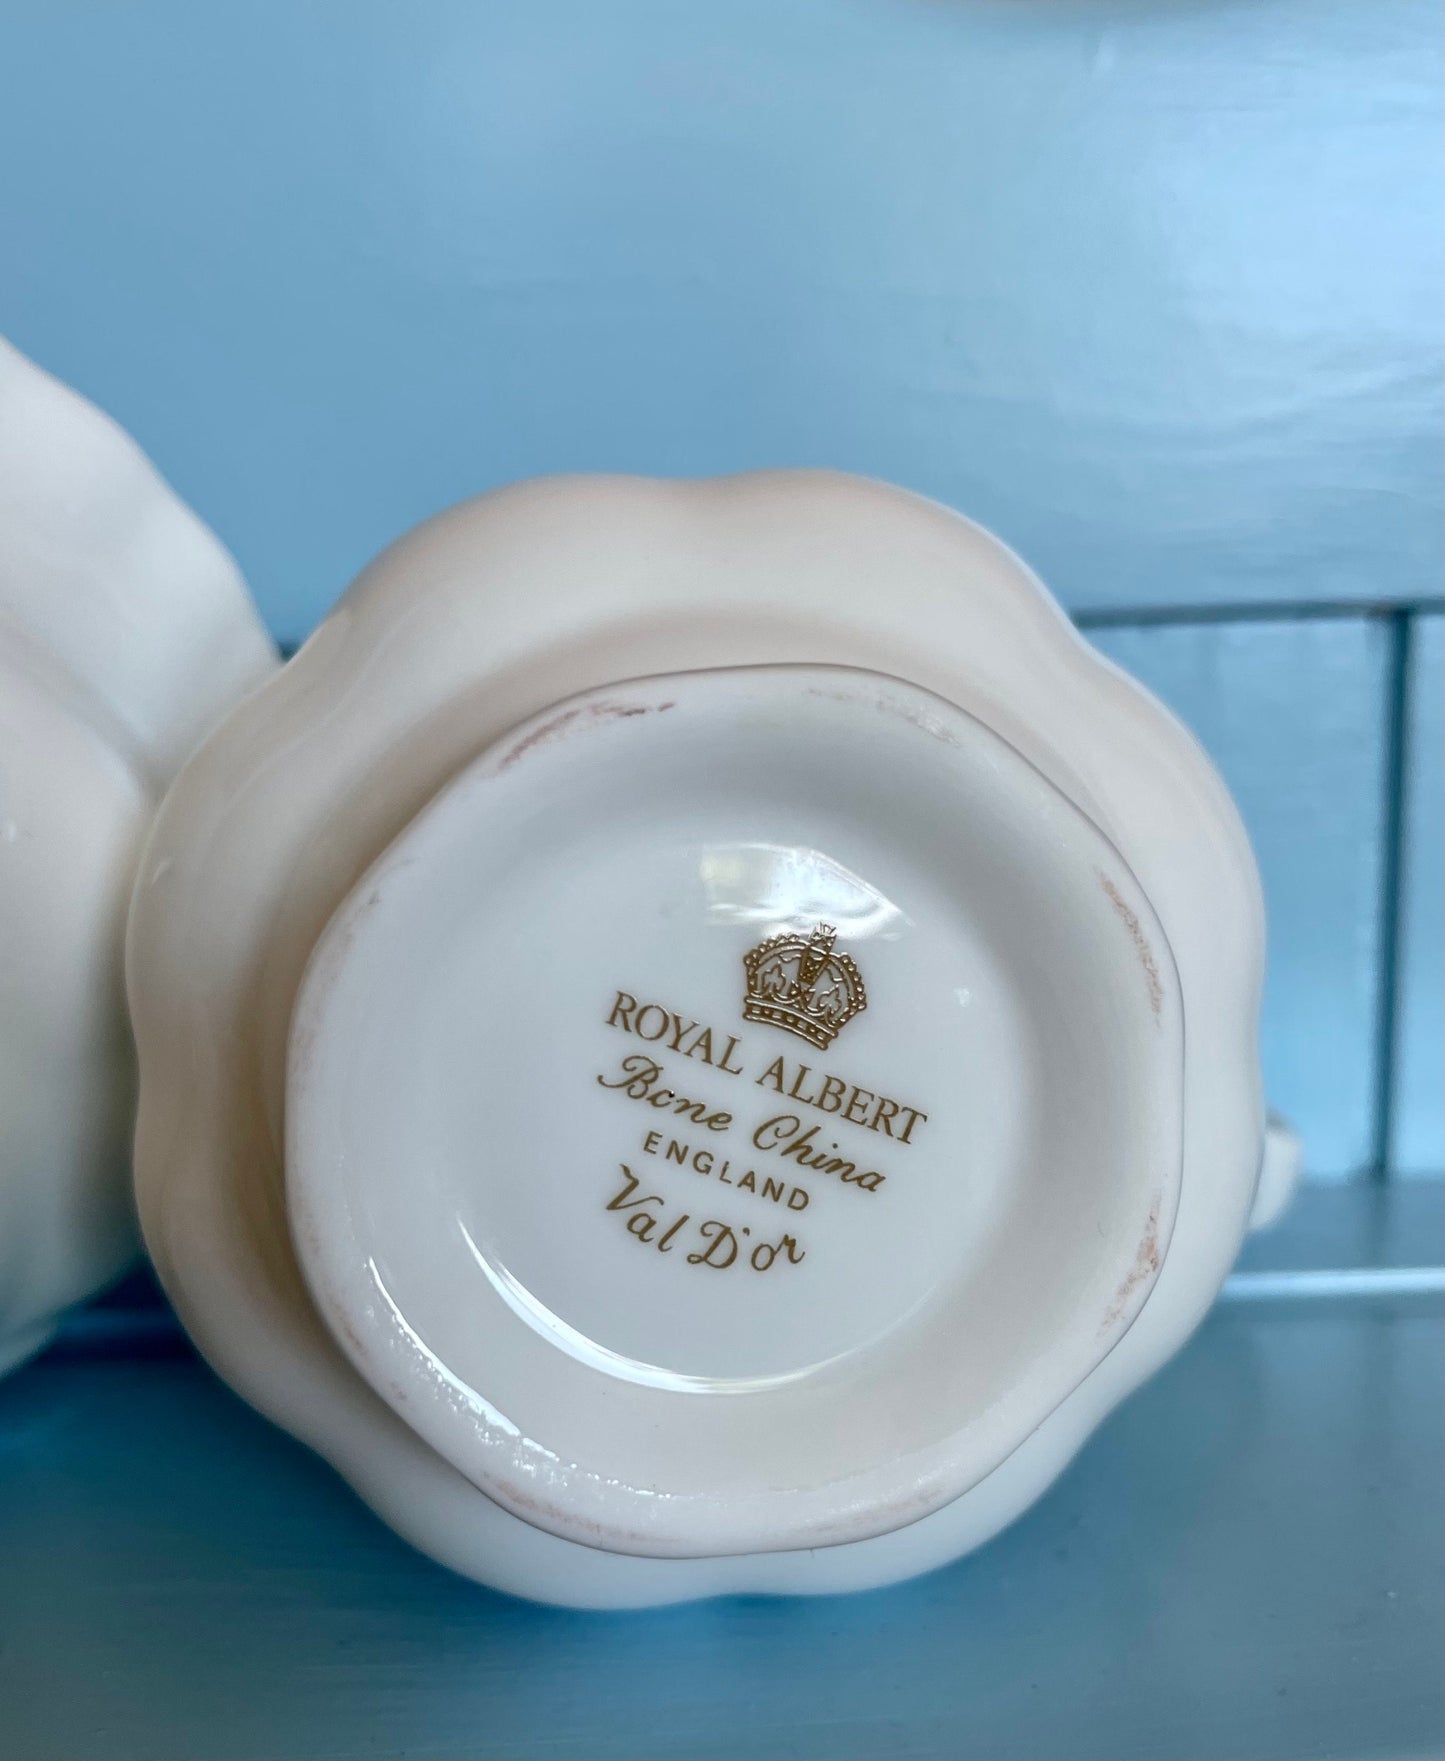 ROYAL ALBERT
Bone China
ENGLAND
Val D'or